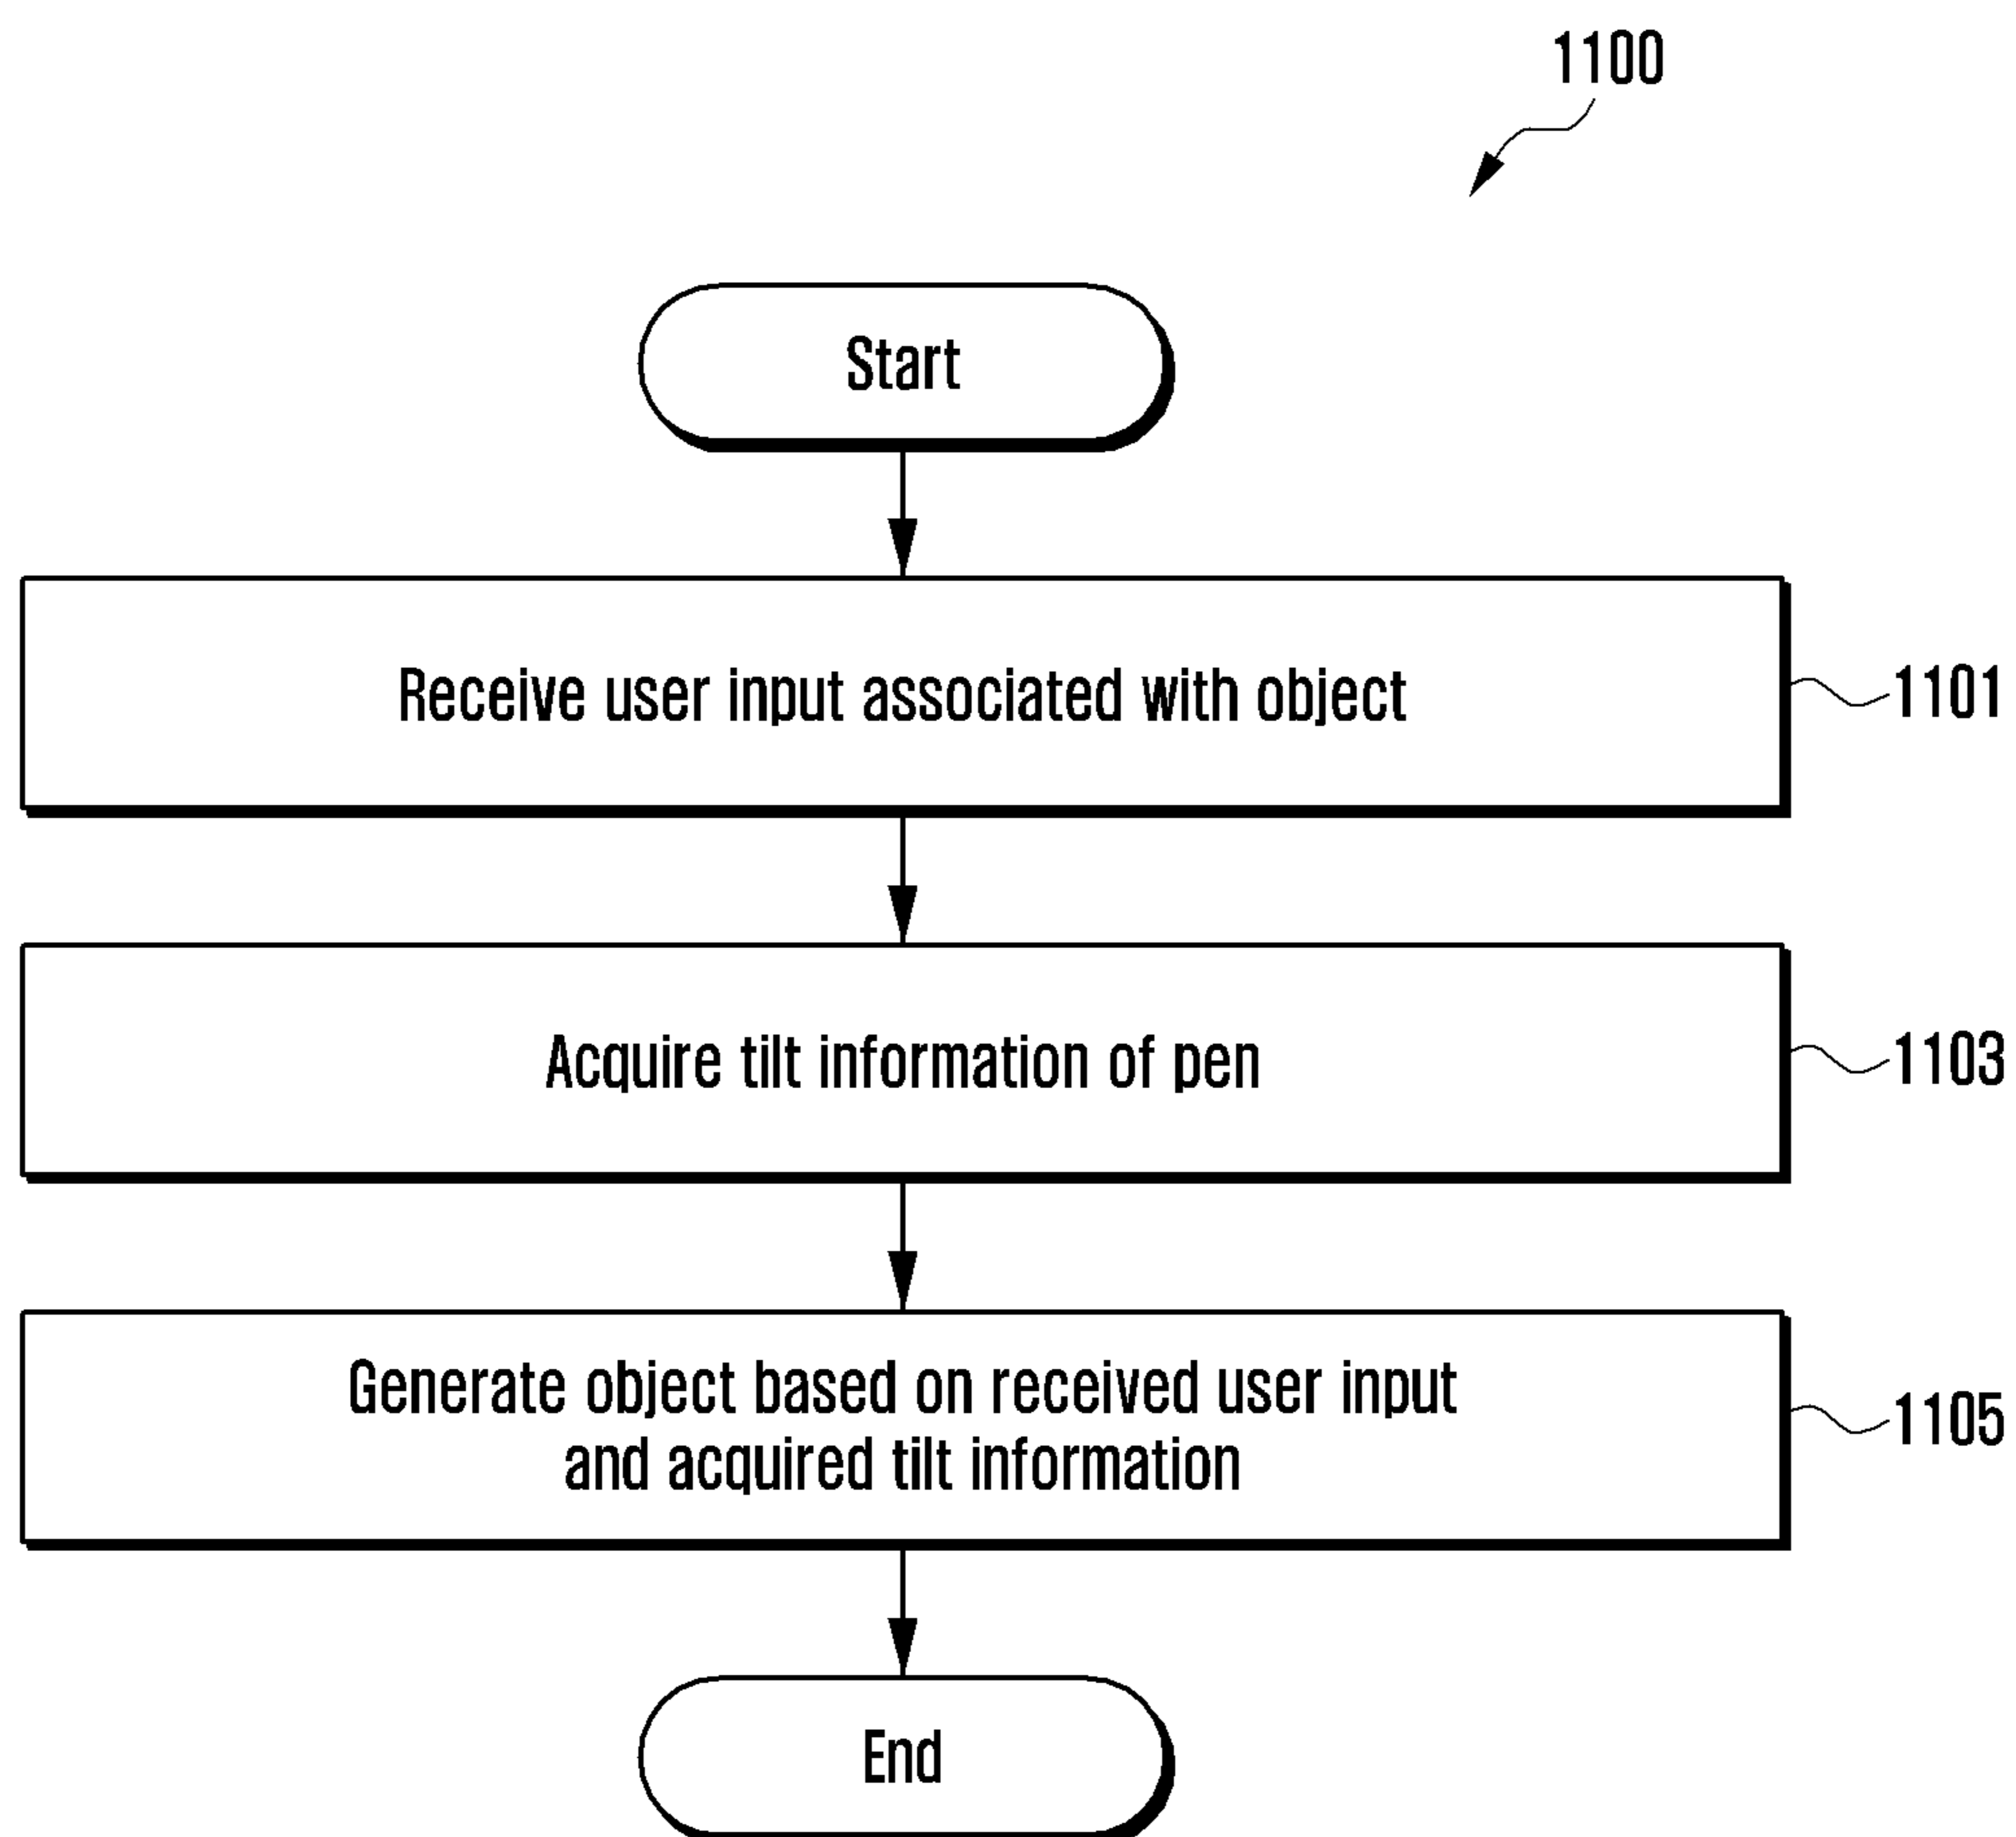 1100
Start
Receive user input associated with object
1101
Acquire tilt information of pen
1103
Generate object based on received user input
and acquired tilt information
1105
End